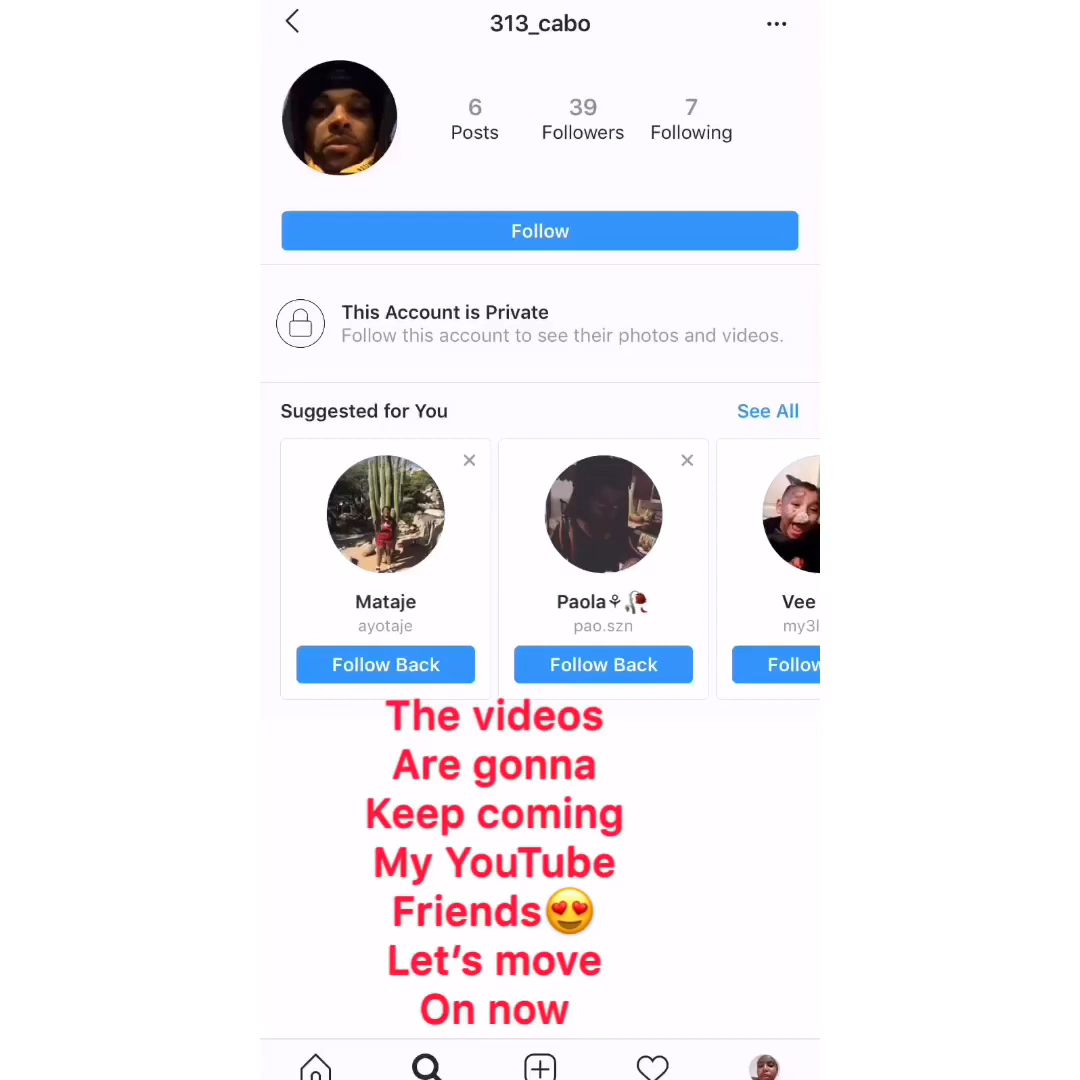 313_cabo
6 39 7
Posts Followers Following
Follow
This Account is Private
Follow this account to see their photos and videos.
Suggested for You See All
Mataje Paola⚘🥀 Vee
ayotaje pao.szn my3l
Follow Back Follow Back Follow
The videos
Are gonna
Keep coming
My YouTube
Friends😍
Let's move
On now